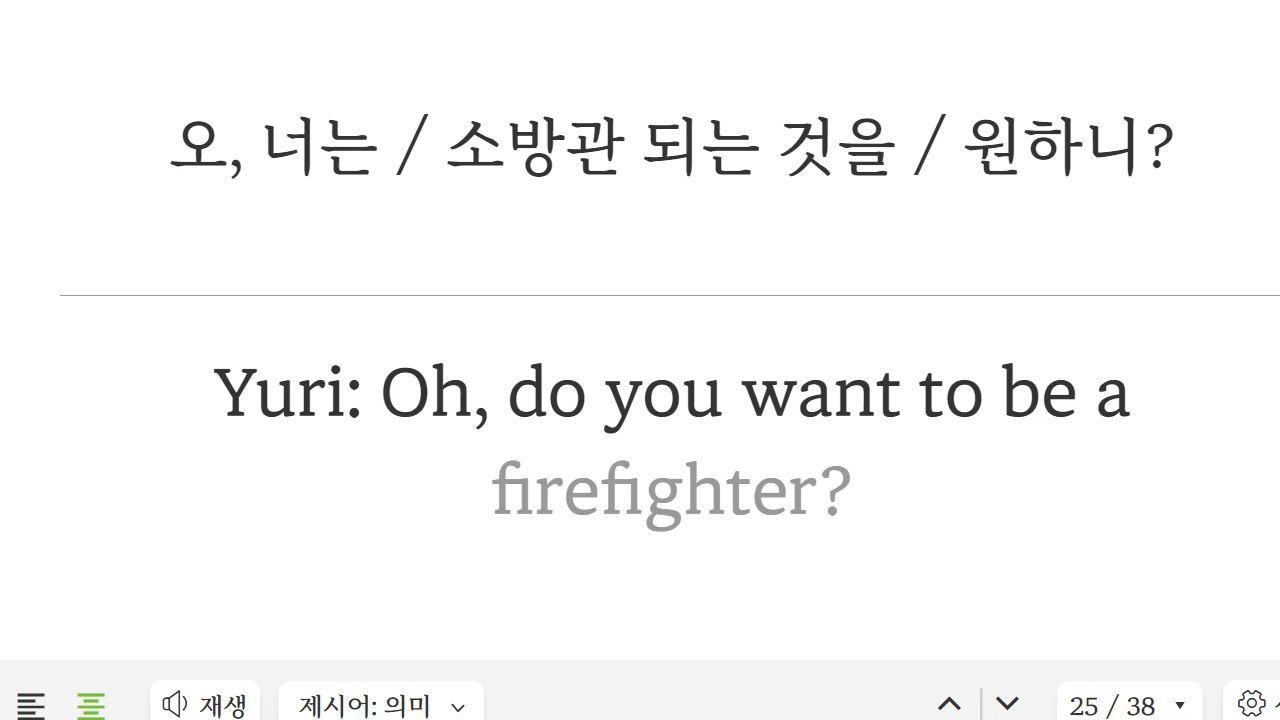 오, 너는 / 소방관 되는 것을 / 원하니?
Yuri: Oh, do you want to be a
firefighter?
재생 제시어: 의미 25 / 38